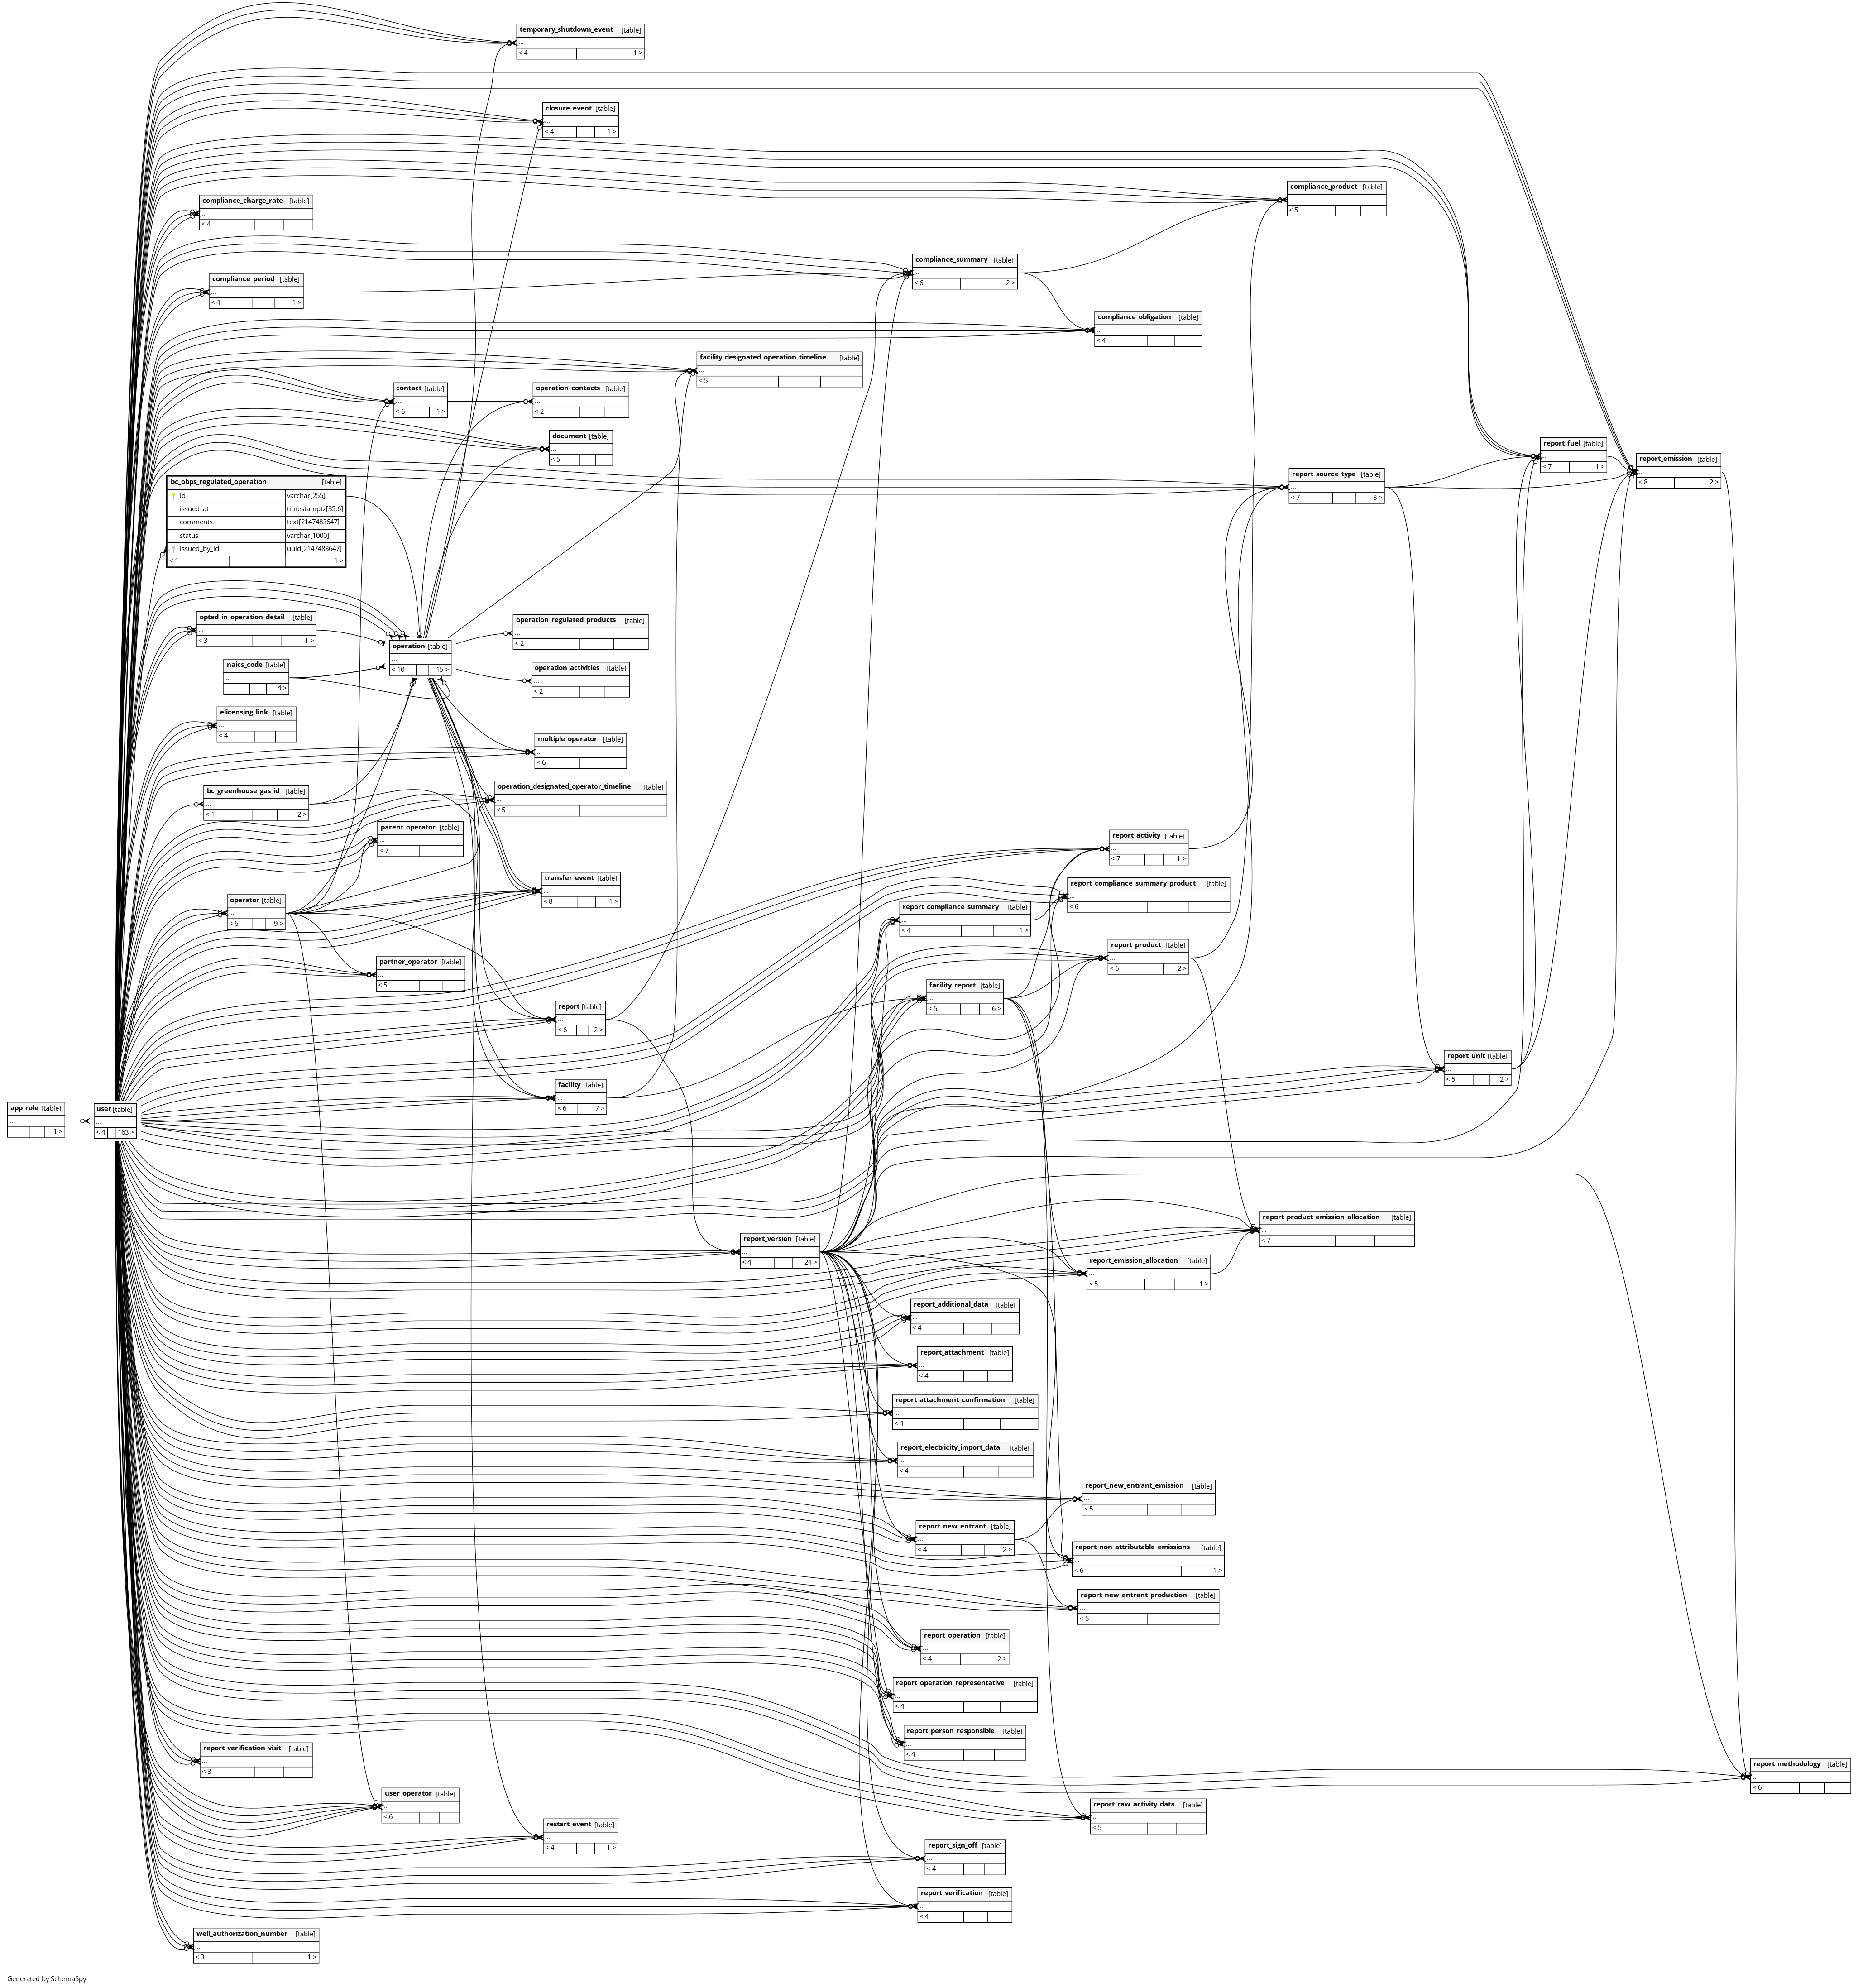 temporary_shutdown_event [table]
...
< 4 1 >
closure_event [table]
...
< 4 1 >
compliance_product [table]
...
< 5
compliance_charge_rate [table]
...
< 4
compliance_summary [table]
...
< 6 2 >
compliance_period [table]
...
< 4 1 >
compliance_obligation [table]
...
< 4
facility_designated_operation_timeline [table]
...
< 5
contact [table]
...
< 6 1 >
operation_contacts [table]
...
< 2
document [table]
...
< 5
report_fuel [table]
...
< 7 1 >
report_emission [table]
...
< 8 2 >
report_source_type [table]
...
< 7 3 >
bc_obps_regulated_operation [table]
id varchar[255]
issued_at timestamptz[35,6]
comments text[2147483647]
status varchar[1000]
issued_by_id uuid[2147483647]
< 1 1 >
opted_in_operation_detail [table]
...
< 3 1 >
operation_regulated_products [table]
...
< 2
operation [table]
...
< 10 15 >
naics_code [table]
...
4 >
operation_activities [table]
...
< 2
elicensing_link [table]
...
< 4
multiple_operator [table]
...
< 6
operation_designated_operator_timeline [table]
...
< 5
bc_greenhouse_gas_id [table]
...
< 1 2 >
parent_operator [table]
...
< 7
report_activity [table]
...
< 7 1 >
transfer_event [table]
...
< 8 1 >
report_compliance_summary_product [table]
...
< 6
operator [table]
...
< 6 9 >
report_compliance_summary [table]
...
< 4 1 >
report_product [table]
...
< 6 2 >
partner_operator [table]
...
< 5
facility_report [table]
...
< 5 6 >
report [table]
...
< 6 2 >
report_unit [table]
...
< 5 2 >
facility [table]
...
< 6 7 >
app_role [table]
...
1 >
user [table]
...
< 4 163 >
report_product_emission_allocation [table]
...
< 7
report_version [table]
...
< 4 24 >
report_emission_allocation [table]
...
< 5 1 >
report_additional_data [table]
...
< 4
report_attachment [table]
...
< 4
report_attachment_confirmation [table]
...
< 4
report_electricity_import_data [table]
...
< 4
report_new_entrant_emission [table]
...
< 5
report_new_entrant [table]
...
< 4 2 >
report_non_attributable_emissions [table]
...
< 6 1 >
report_new_entrant_production [table]
...
< 5
report_operation [table]
...
< 4 2 >
report_operation_representative [table]
...
< 4
report_person_responsible [table]
...
< 4
report_verification_visit [table]
...
< 3
report_methodology [table]
...
< 6
user_operator [table]
...
< 6
report_raw_activity_data [table]
...
< 5
restart_event [table]
...
< 4 1 >
report_sign_off [table]
...
< 4
report_verification [table]
...
< 4
well_authorization_number [table]
...
< 3 1 >
Generated by SchemaSpy